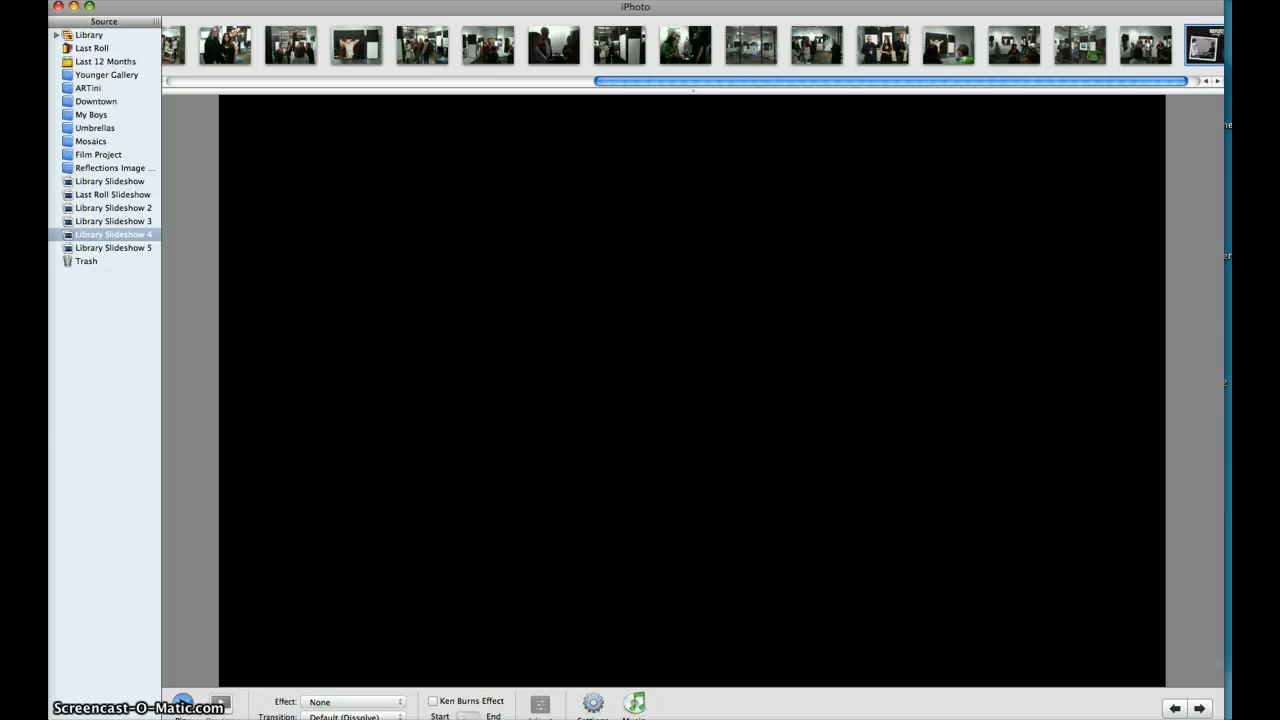 iPhoto
Source
Library
Last Roll
Last 12 Months
Younger Gallery
ARTini
Downtown
My Boys
Umbrellas
Mosaics
Film Project
Reflections Image ...
Library Slideshow
Last Roll Slideshow
Library Slideshow 2
Library Slideshow 3
Library Slideshow 4
Library Slideshow 5
Trash
Effect: None
Ken Burns Effect
Transition: Default (Dissolve)
Start End
Screencast-O-Matic.com